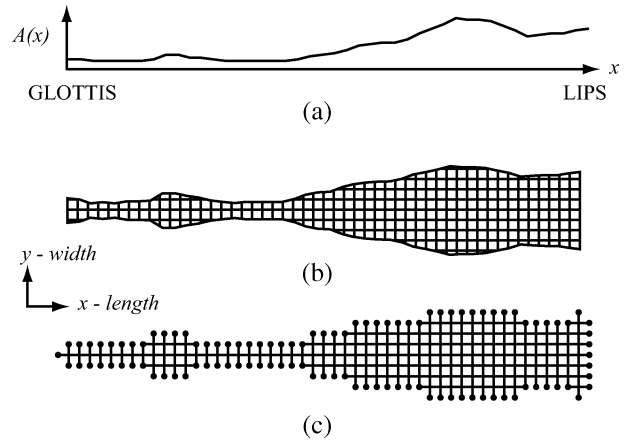 A(x)
x
GLOTTIS LIPS
(a)
y - width
(b)
x - length
(c)